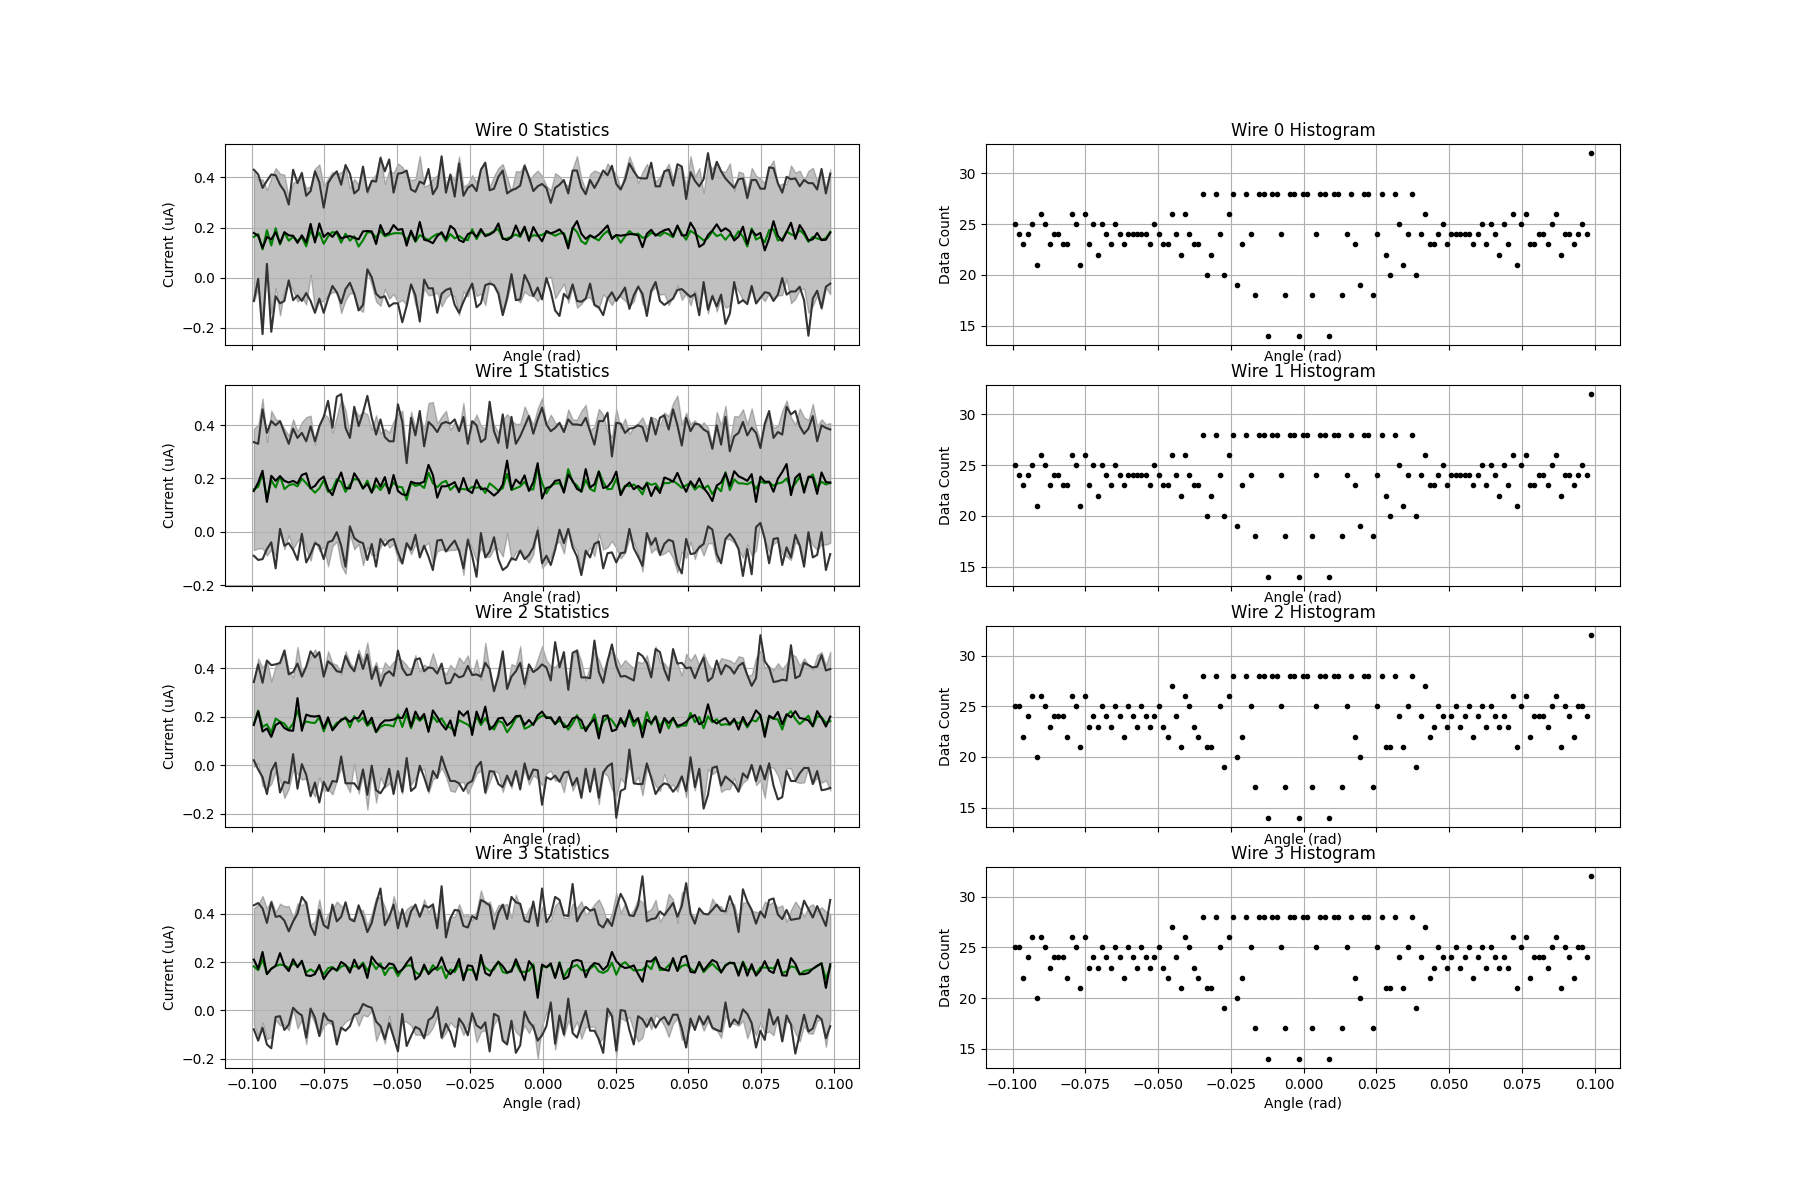 Wire 0 Statistics
Current (uA)
0.4
0.2
0.0
−0.2
Angle (rad)
Wire 0 Histogram
Data Count
30
25
20
15
Angle (rad)
Wire 1 Statistics
Current (uA)
0.4
0.2
0.0
−0.2
Angle (rad)
Wire 1 Histogram
Data Count
30
25
20
15
Angle (rad)
Wire 2 Statistics
Current (uA)
0.4
0.2
0.0
−0.2
Angle (rad)
Wire 2 Histogram
Data Count
30
25
20
15
Angle (rad)
Wire 3 Statistics
Current (uA)
0.4
0.2
0.0
−0.2
−0.100 −0.075 −0.050 −0.025 0.000 0.025 0.050 0.075 0.100
Angle (rad)
Wire 3 Histogram
Data Count
30
25
20
15
−0.100 −0.075 −0.050 −0.025 0.000 0.025 0.050 0.075 0.100
Angle (rad)